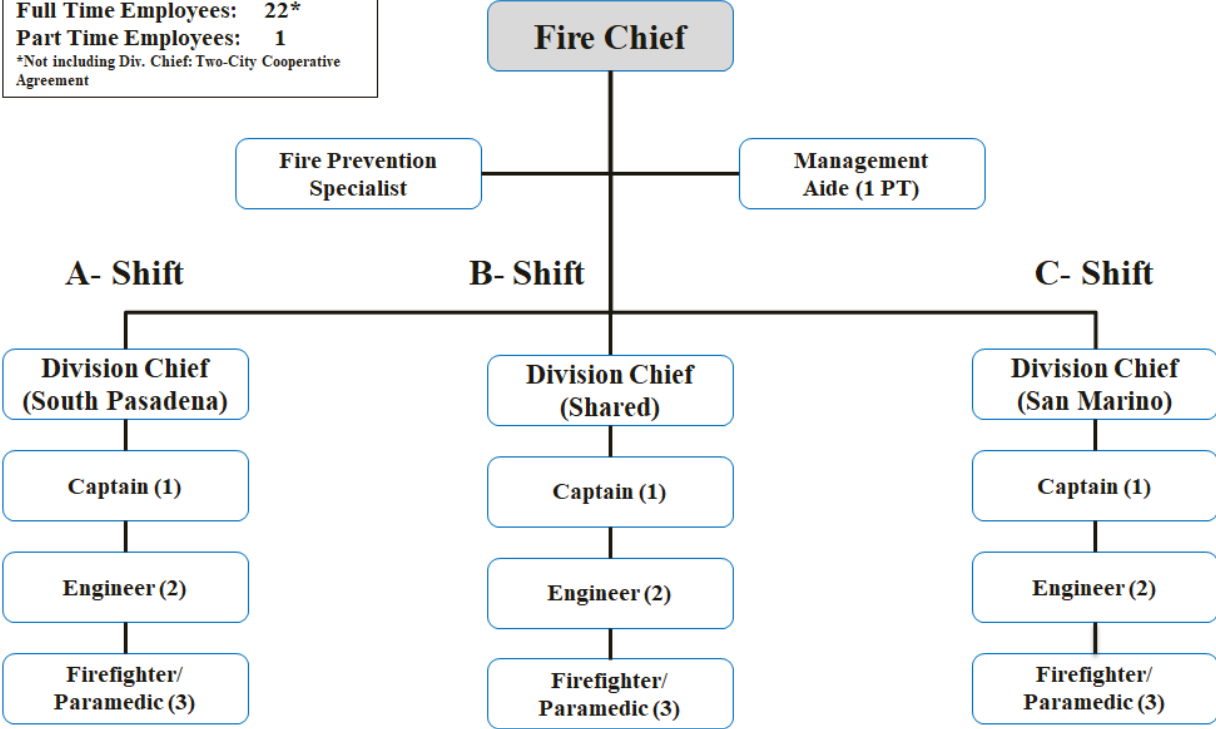 Full Time Employees: 22*
Part Time Employees: 1
*Not including Div. Chief: Two-City Cooperative
Agreement
Fire Chief
Fire Prevention
Specialist
Management
Aide (1 PT)
A- Shift
B- Shift
C- Shift
Division Chief
(South Pasadena)
Division Chief
(Shared)
Division Chief
(San Marino)
Captain (1)
Captain (1)
Captain (1)
Engineer (2)
Engineer (2)
Engineer (2)
Firefighter/
Paramedic (3)
Firefighter/
Paramedic (3)
Firefighter/
Paramedic (3)